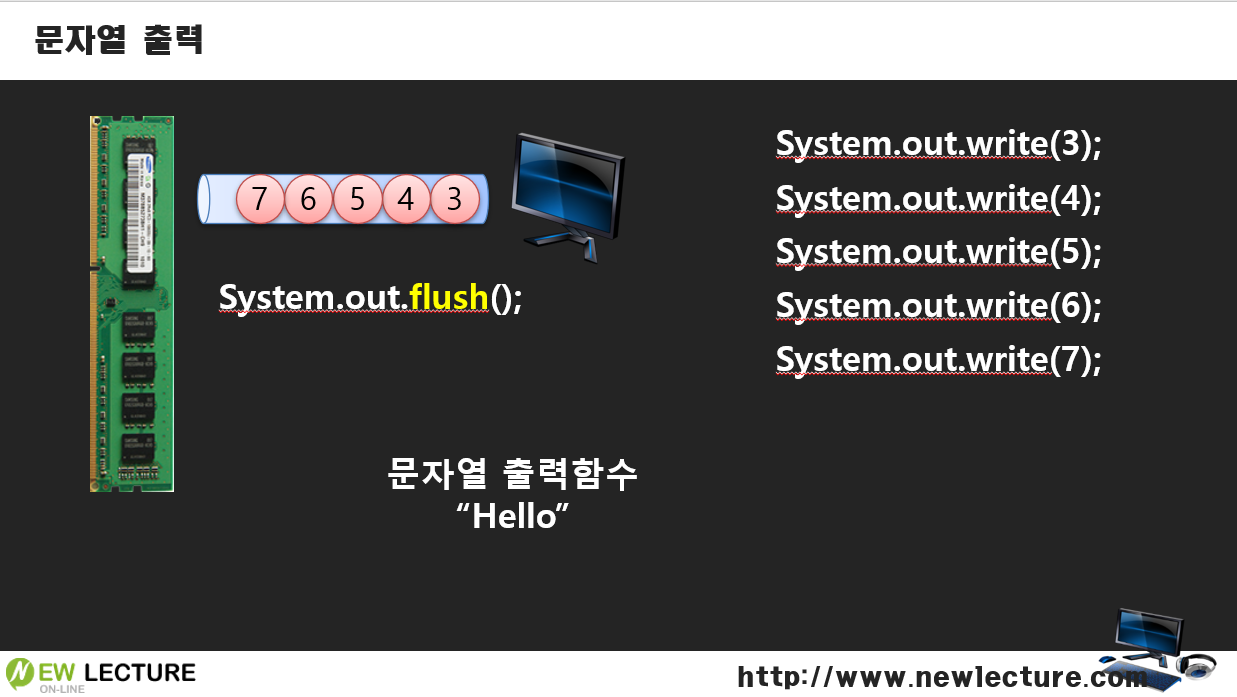 문자열 출력
7 6 5 4 3
System.out.flush();
System.out.write(3);
System.out.write(4);
System.out.write(5);
System.out.write(6);
System.out.write(7);
문자열 출력함수
“Hello”
NEW LECTURE
ON-LINE
http://www.newlecture.com